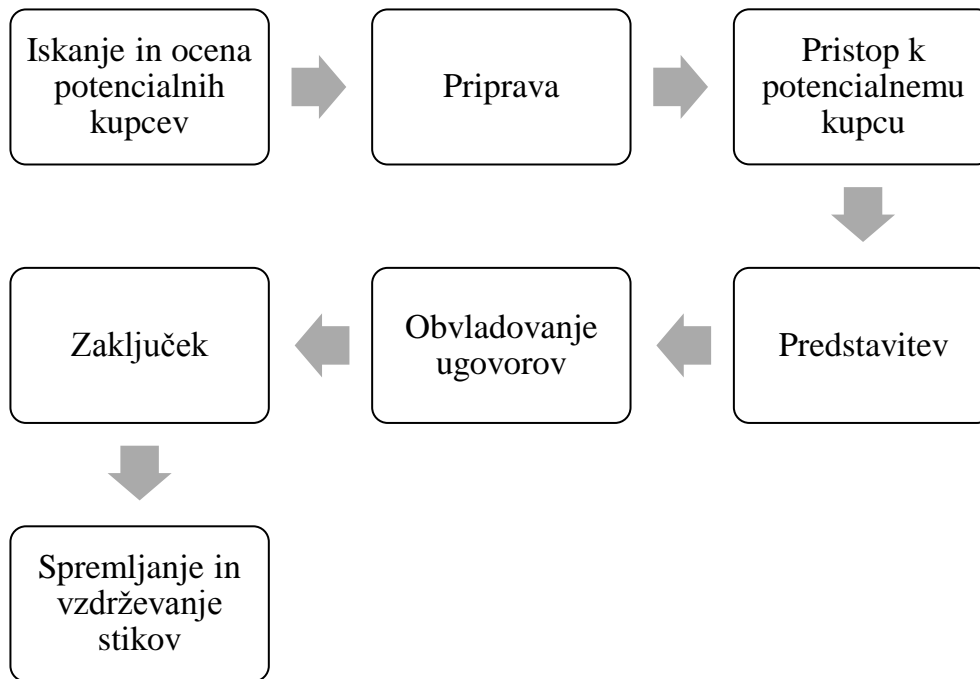 Iskanje in ocena
potencialnih
kupcev
Priprava
Pristop k
potencialnemu
kupcu
Predstavitev
Obvladovanje
ugovorov
Zaključek
Spremljanje in
vzdrževanje
stikov